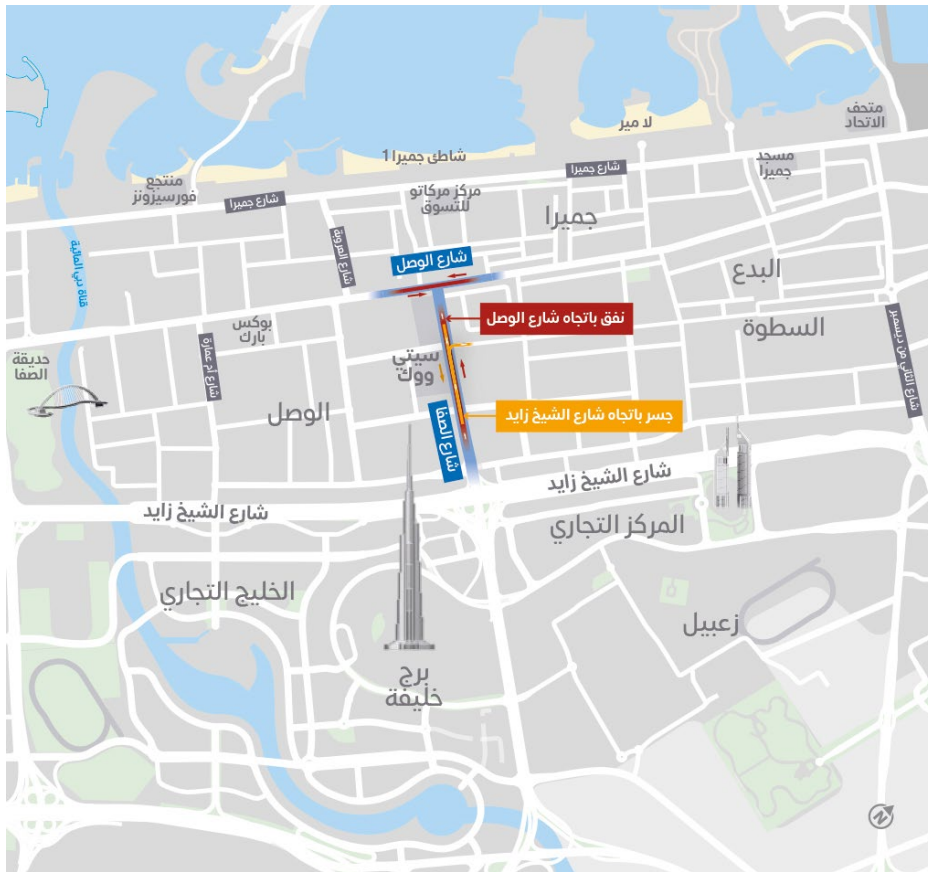 متحف
الاتحاد
لا مير
مسجد
جميرا
شاطئ جميرا 1
شارع جميرا
منتجع
فورسيزونز
شارع جميرا
مركز مركاتو
للتسوق
جميرا
شارع العروبة
قناة دبي المائية
شارع الوصل
البدع
السطوة
نفق باتجاه شارع الوصل
شارع الثاني من ديسمبر
بوكس
بارك
شارع أم عمارة
حديقة
الصفا
سيتي
ووك
الوصل
جسر باتجاه شارع الشيخ زايد
شارع الصفا
شارع الشيخ زايد
شارع الشيخ زايد
المركز التجاري
الخليج التجاري
زعبيل
برج
خليفة
N